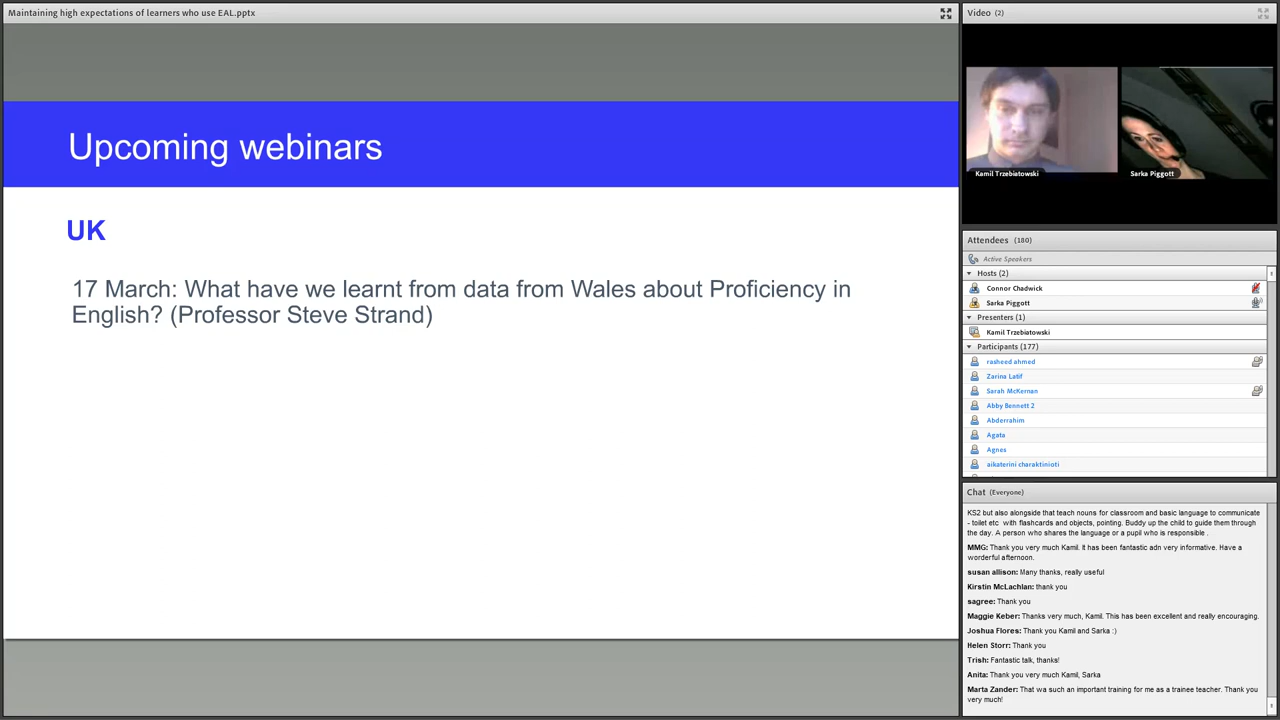 Maintaining high expectations of learners who use EAL.pptx
Upcoming webinars
UK
17 March: What have we learnt from data from Wales about Proficiency in
English? (Professor Steve Strand)
Video (2)
Kamil Trzebiatowski
Sarka Piggott
Attendees (180)
Active Speakers
Hosts (2)
Connor Chadwick
Sarka Piggott
Presenters (1)
Kamil Trzebiatowski
Participants (177)
rasheed ahmed
Zarina Latif
Sarah McKernan
Abby Bennett 2
Abderrahim
Agata
Agnes
aikaterini charaktinioti
Chat (Everyone)
KS2 but also alongside that teach nouns for classroom and basic language to communicate
- toilet etc with flashcards and objects, pointing. Buddy up the child to guide them through
the day. A person who shares the language or a pupil who is responsible .
MMG: Thank you very much Kamil. It has been fantastic adn very informative. Have a
worderful afternoon.
susan allison: Many thanks, really useful
Kirstin McLachlan: thank you
sagree: Thank you
Maggie Keber: Thanks very much, Kamil. This has been excellent and really encouraging.
Joshua Flores: Thank you Kamil and Sarka :)
Helen Storr: Thank you
Trish: Fantastic talk, thanks!
Anita: Thank you very much Kamil, Sarka
Marta Zander: That wa such an important training for me as a trainee teacher. Thank you
very much!